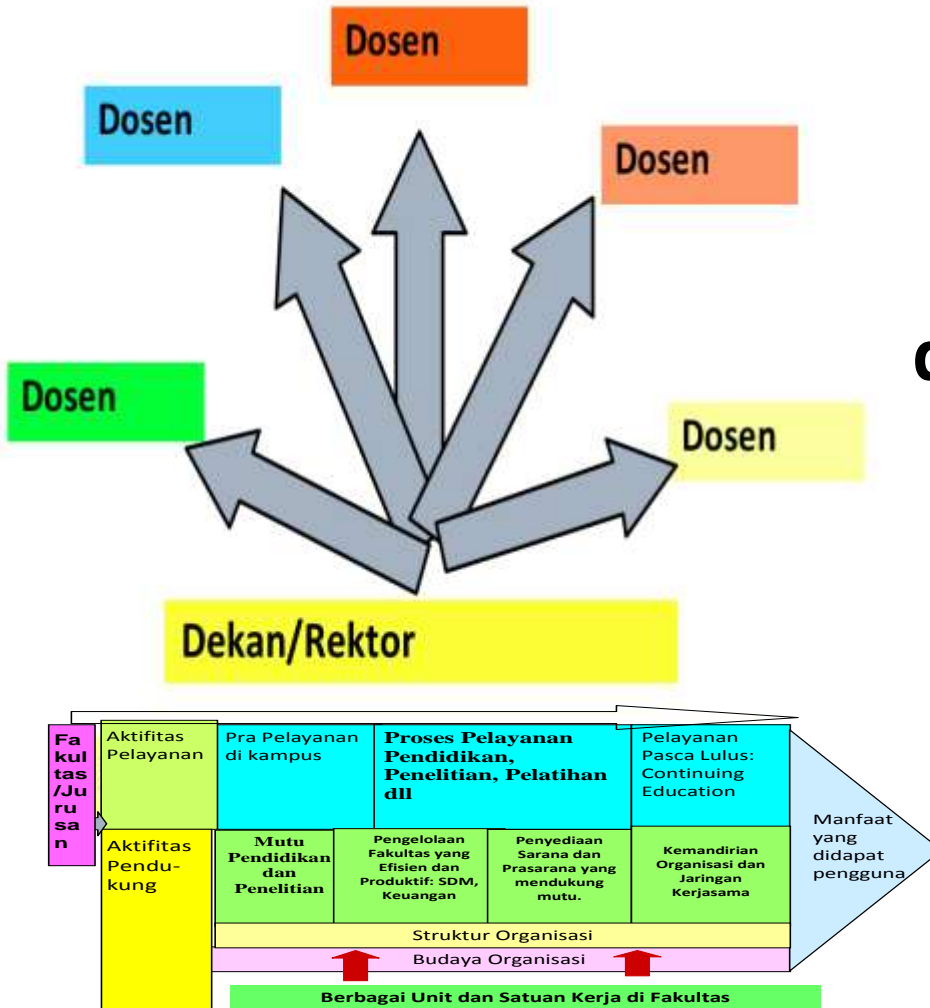 Dosen
Dosen
Dosen
Dosen
Dosen
Dekan/Rektor
Fa
kul
tas
/Ju
ru
sa
n
Aktifitas
Pelayanan
Pra Pelayanan
di kampus
Proses Pelayanan
Pendidikan,
Penelitian, Pelatihan
dll
Pelayanan
Pasca Lulus:
Continuing
Education
Manfaat
yang
didapat
pengguna
Aktifitas
Pendu-
kung
Mutu
Pendidikan
dan
Penelitian
Pengelolaan
Fakultas yang
Efisien dan
Produktif: SDM,
Keuangan
Penyediaan
Sarana dan
Prasarana yang
mendukung
mutu.
Kemandirian
Organisasi dan
Jaringan
Kerjasama
Struktur Organisasi
Budaya Organisasi
Berbagai Unit dan Satuan Kerja di Fakultas